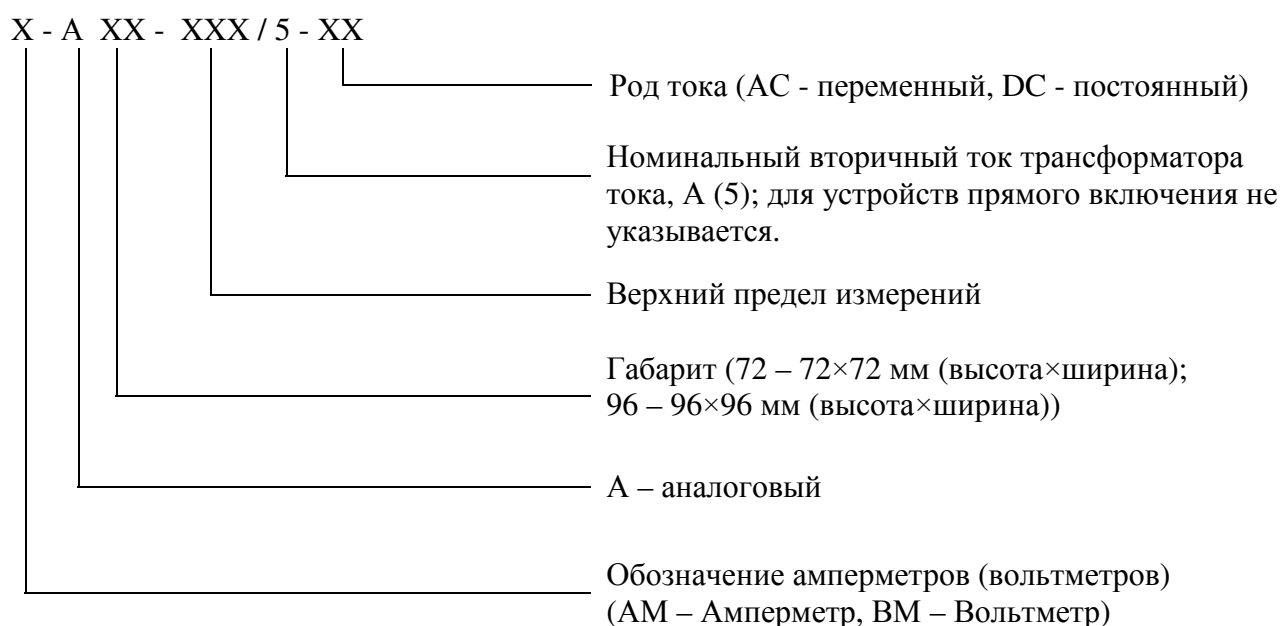 X - А XX - XXX / 5 - XX
Род тока (AC - переменный, DC - постоянный)
Номинальный вторичный ток трансформатора
тока, А (5); для устройств прямого включения не
указывается.
Верхний предел измерений
Габарит (72 – 72×72 мм (высота×ширина);
96 – 96×96 мм (высота×ширина))
А – аналоговый
Обозначение амперметров (вольтметров)
(АМ – Амперметр, ВМ – Вольтметр)